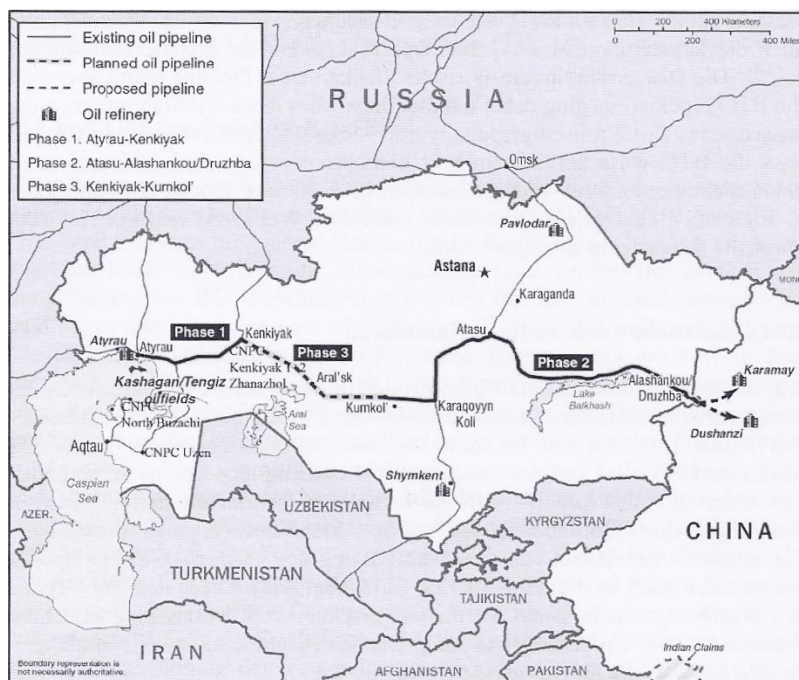 Existing oil pipeline
Planned oil pipeline
Proposed pipeline
Oil refinery
Phase 1. Atyrau-Kenkiyak
Phase 2. Atasu-Alashankou/Druzhba
Phase 3. Kenkiyak-Kumkol'
0 200 400 Kilometers
0 200 400 Miles
RUSSIA
Omsk
Pavlodar
Astana
Karaganda
MONG
Phase 1
Kenkiyak
Atasu
Atyrau
Atyrau
CNPC
Kenkiyak 1+2
Zhanazhol
Phase 3
Phase 2
Karamay
Kashagan/Tengiz
oilfields
Aral'sk
Alashankou/
Druzhba
CNPC
North Buzachi
Kumkol'
Karaqoyyn
Koli
Lake
Balkhash
Aral
Sea
Dushanzi
Aqtau
CNPC Uzen
Shymkent
Caspian
Sea
UZBEKISTAN
KYRGYZSTAN
CHINA
AZER.
TURKMENISTAN
TAJIKISTAN
IRAN
AFGHANISTAN
PAKISTAN
Indian Claims
Boundary representation is
not necessarily authoritative.